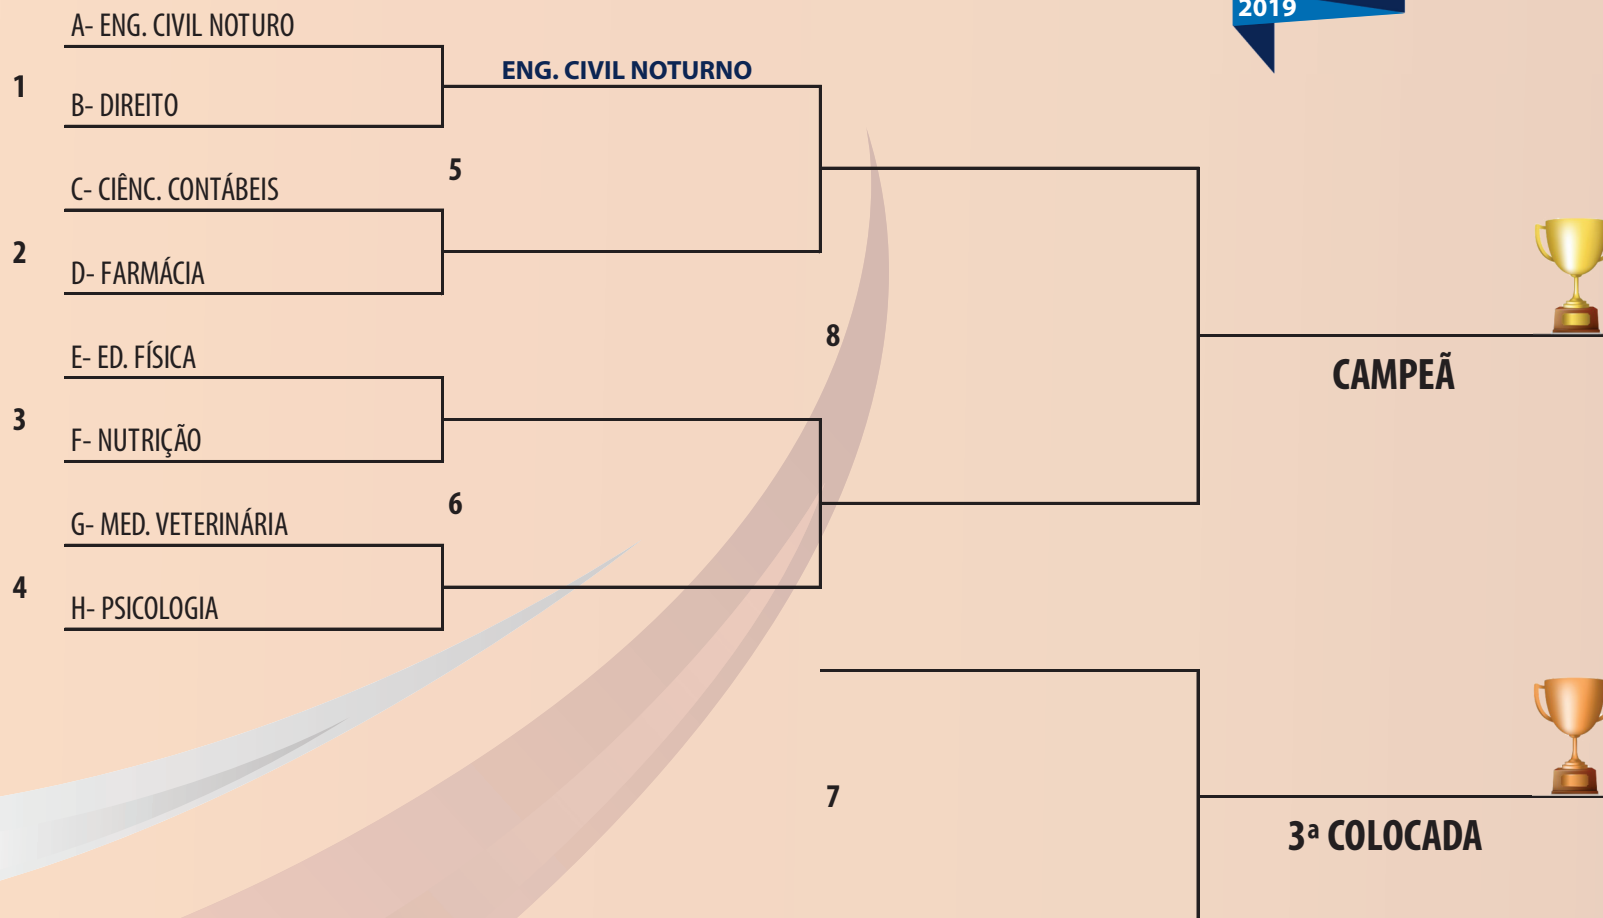 2019
A- ENG. CIVIL NOTURO
1
ENG. CIVIL NOTURNO
B- DIREITO
5
C- CIÊNC. CONTÁBEIS
2
D- FARMÁCIA
8
E- ED. FÍSICA
CAMPEÃ
3
F- NUTRIÇÃO
6
G- MED. VETERINÁRIA
4
H- PSICOLOGIA
7
3ª COLOCADA